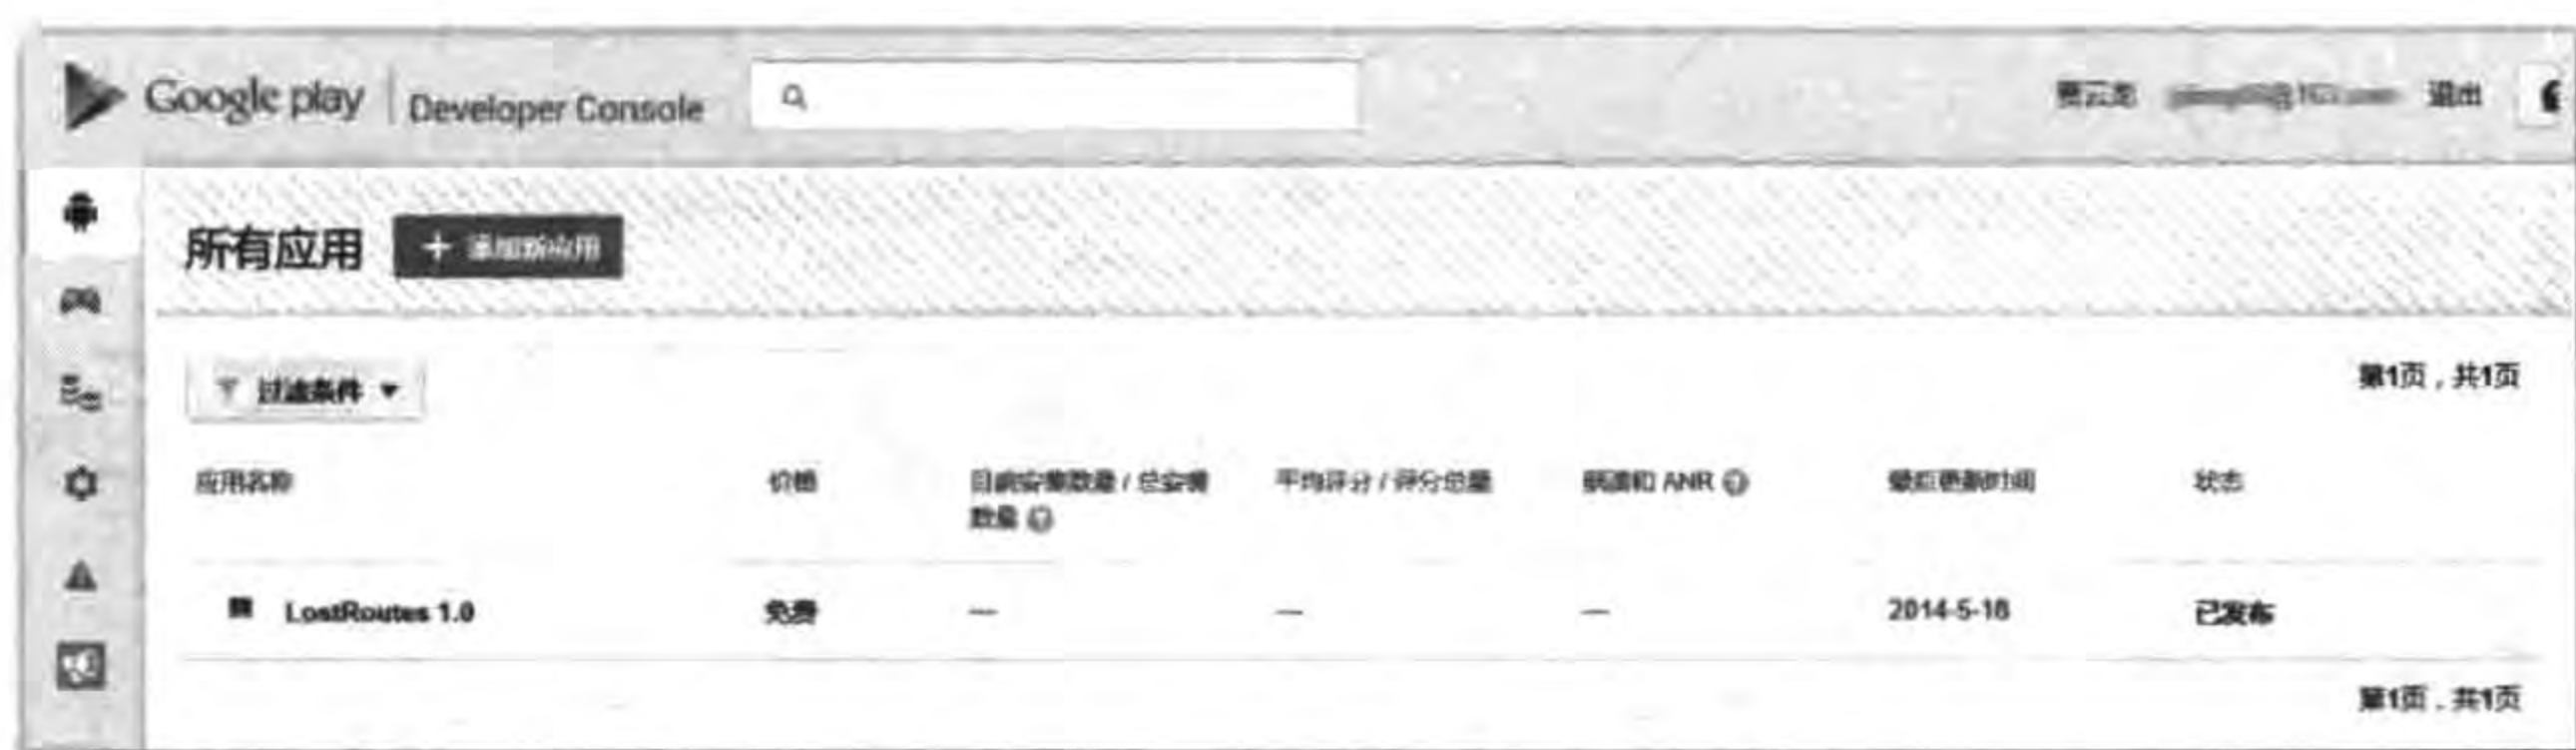 Google play | Developer Console
贾云龙 退出
所有应用 + 添加新应用
过滤条件
第1页，共1页
应用名称 价格 目前安装数量 / 总安装数量 平均评分 / 评分总量 崩溃和 ANR 最后更新时间 状态
LostRoutes 1.0 免费 — — — 2014-5-18 已发布
第1页，共1页